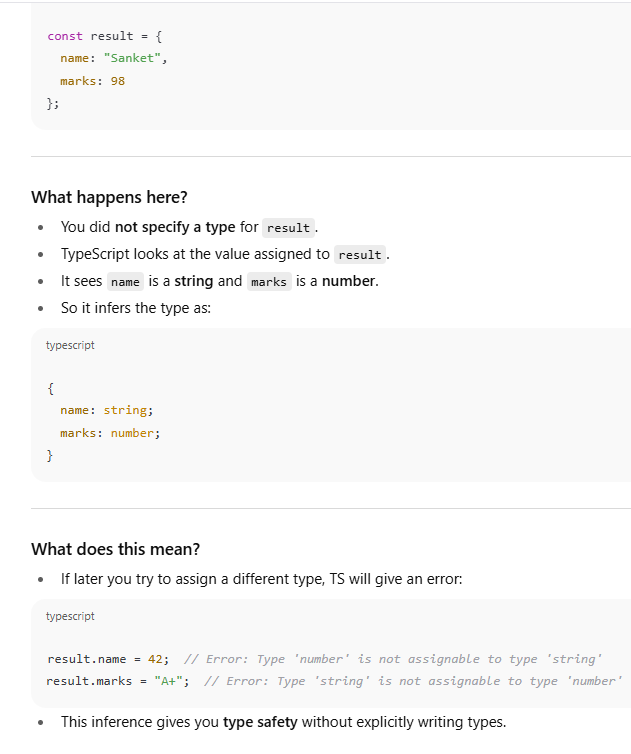 const result = {
name: "Sanket",
marks: 98
};
What happens here?
You did not specify a type for result.
TypeScript looks at the value assigned to result.
It sees name is a string and marks is a number.
So it infers the type as:
typescript
{
name: string;
marks: number;
}
What does this mean?
If later you try to assign a different type, TS will give an error:
typescript
result.name = 42; // Error: Type 'number' is not assignable to type 'string'
result.marks = "A+"; // Error: Type 'string' is not assignable to type 'number'
This inference gives you type safety without explicitly writing types.